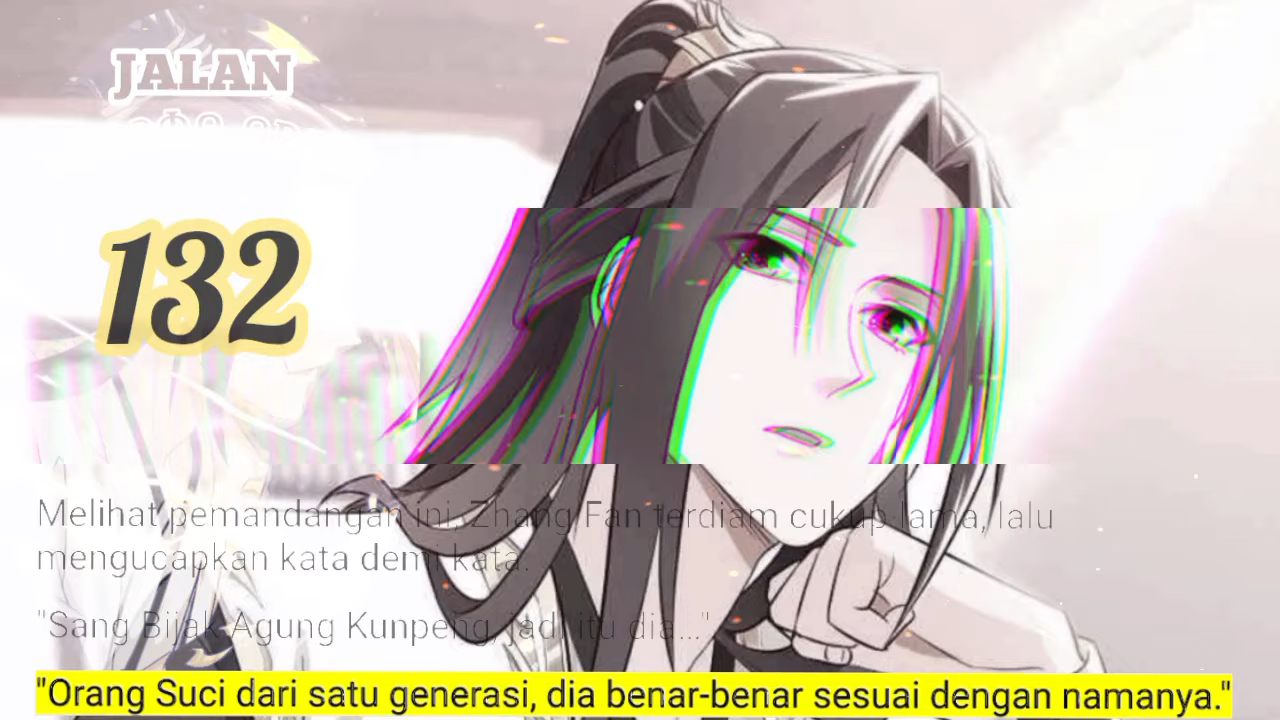 JALAN
132
Melihat pemandangan ini, Zhang Fan terdiam cukup lama, lalu
mengucapkan kata demi kata.
"Sang Bijak Agung Kunpeng, jadi itu dia..."
"Orang Suci dari satu generasi, dia benar-benar sesuai dengan namanya."